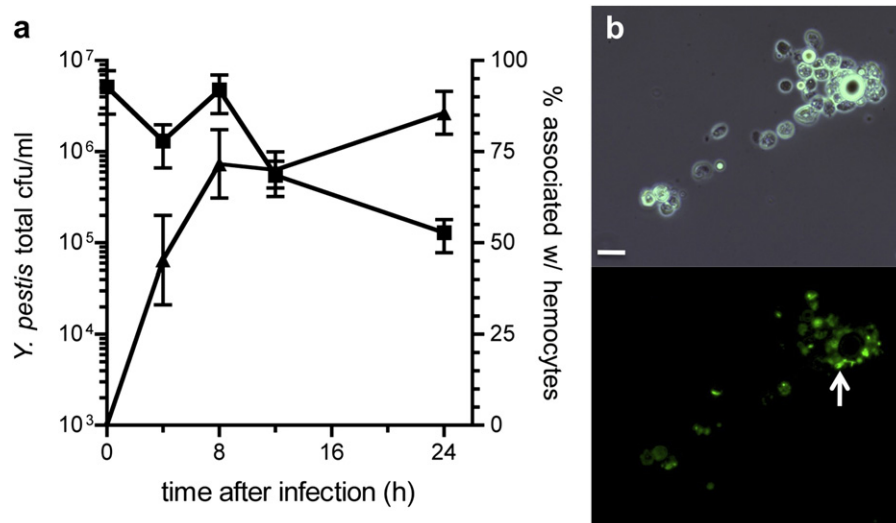 a
b
Y. pestis total cfu/ml
10⁷
10⁶
10⁵
10⁴
10³
100
75
50
25
0
% associated w/ hemocytes
0 8 16 24
time after infection (h)